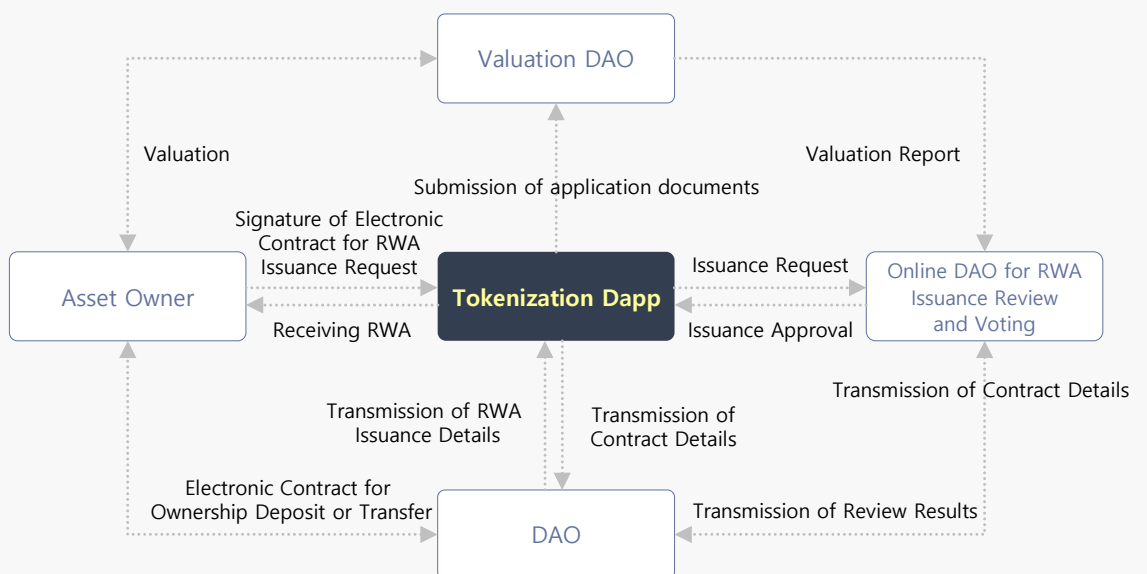 Valuation DAO
Valuation
Valuation Report
Submission of application documents
Signature of Electronic
Contract for RWA
Issuance Request
Asset Owner
Receiving RWA
Tokenization Dapp
Issuance Request
Issuance Approval
Online DAO for RWA
Issuance Review
and Voting
Transmission of RWA
Issuance Details
Transmission of
Contract Details
Transmission of Contract Details
Electronic Contract for
Ownership Deposit or Transfer
DAO
Transmission of Review Results